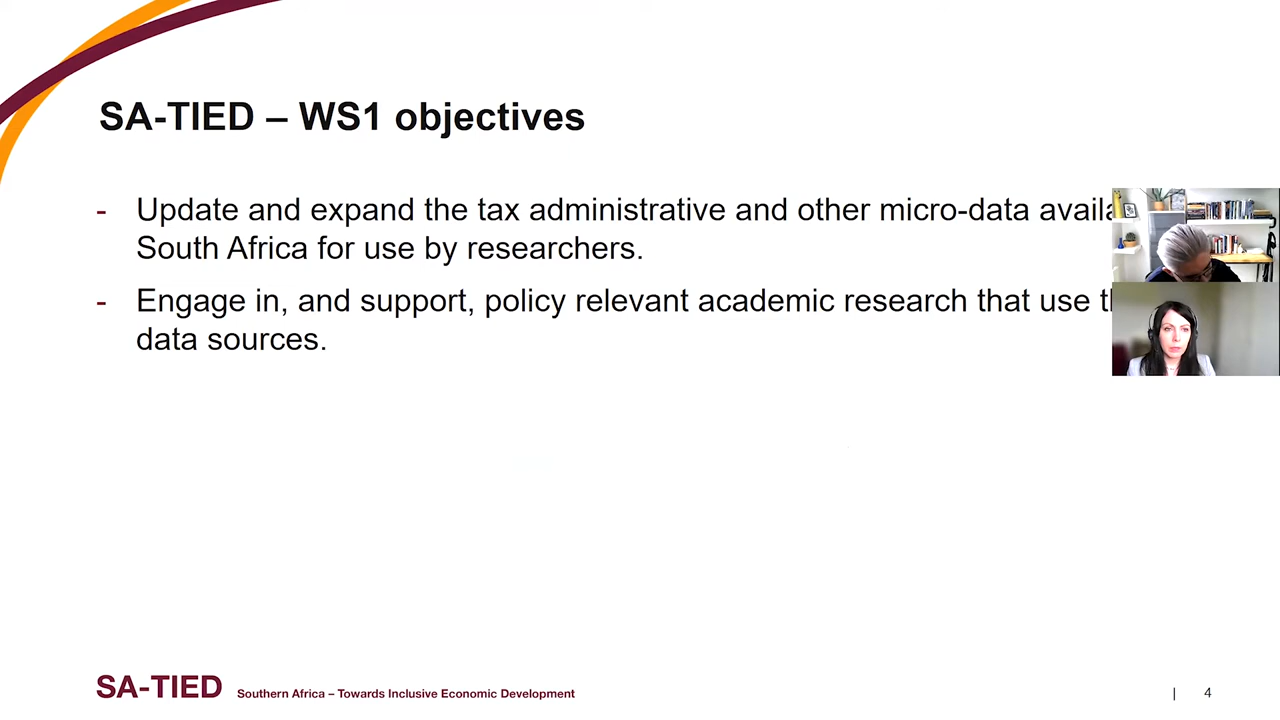 SA-TIED – WS1 objectives
- Update and expand the tax administrative and other micro-data
South Africa for use by researchers.
- Engage in, and support, policy relevant academic research that use
data sources.
SA-TIED Southern Africa – Towards Inclusive Economic Development
| 4